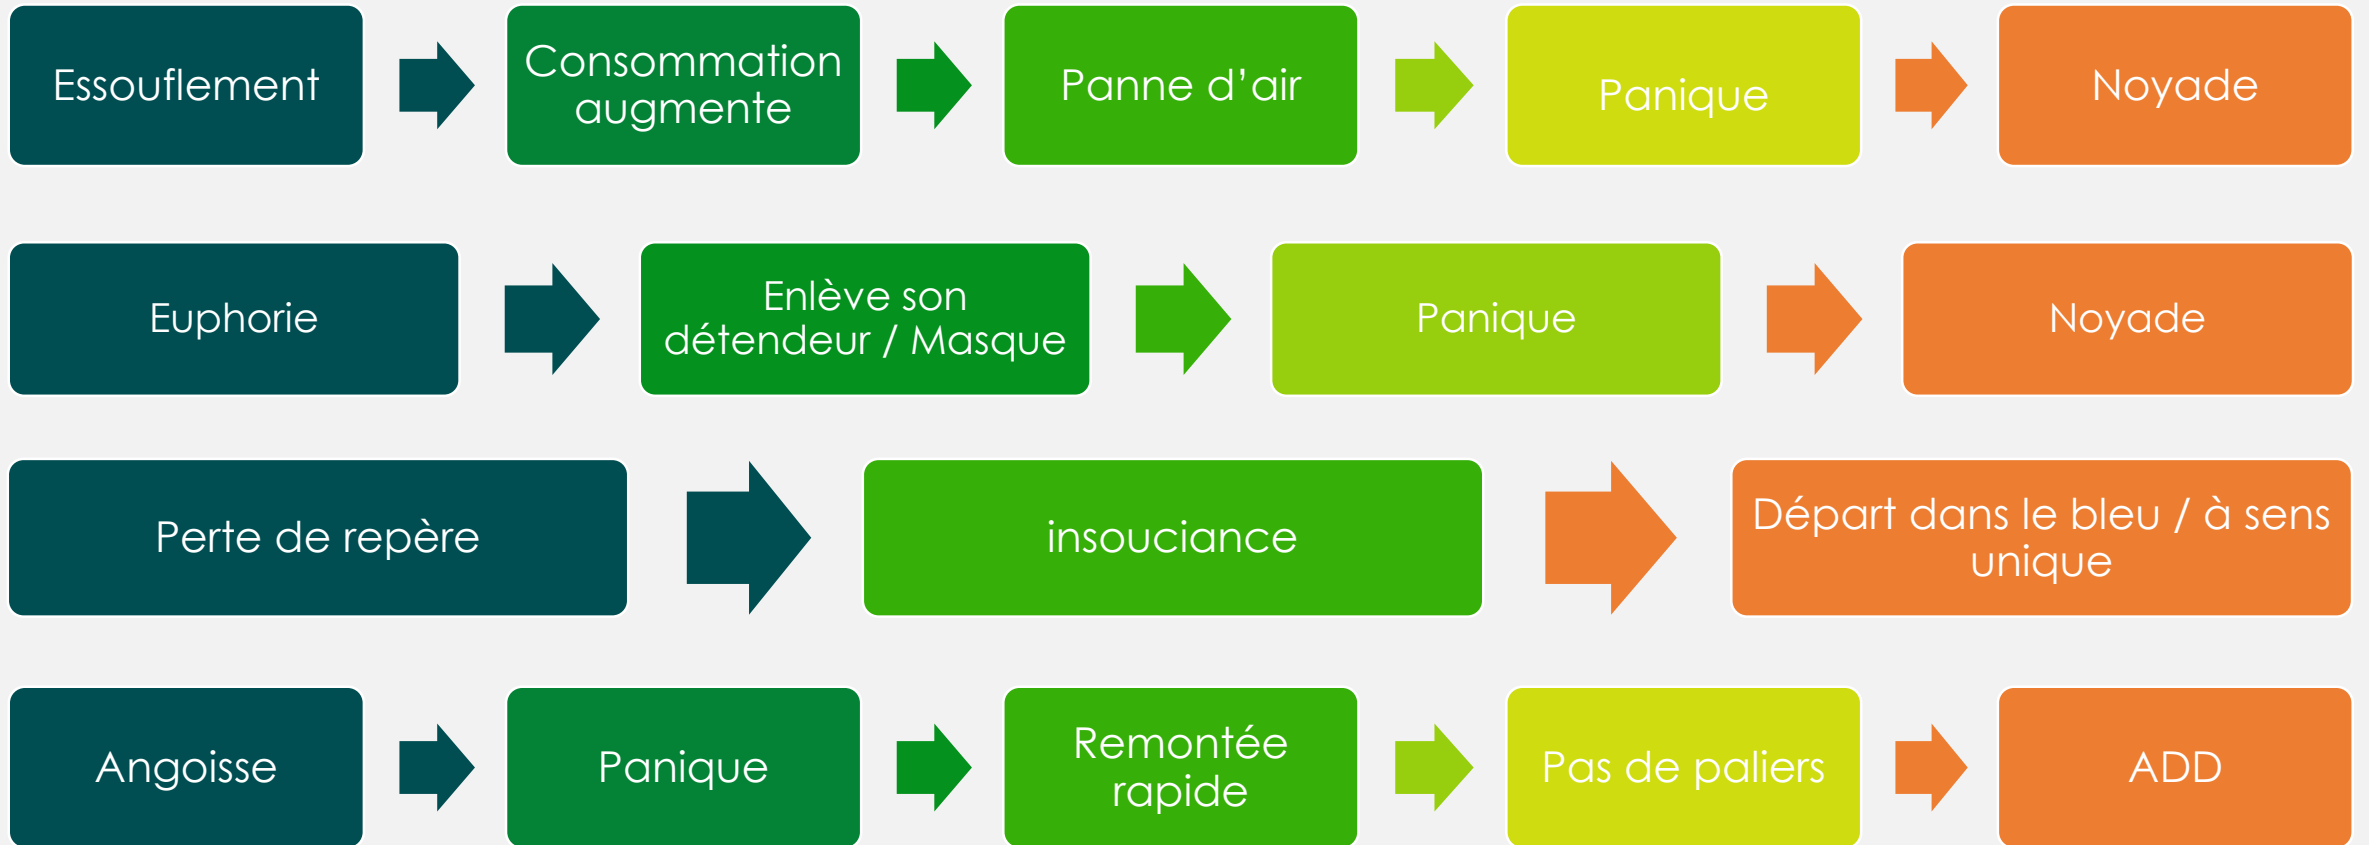 Essouflement
Consommation
augmente
Panne d’air
Panique
Noyade
Euphorie
Enlève son
détendeur / Masque
Panique
Noyade
Perte de repère
insouciance
Départ dans le bleu / à sens
unique
Angoisse
Panique
Remontée
rapide
Pas de paliers
ADD